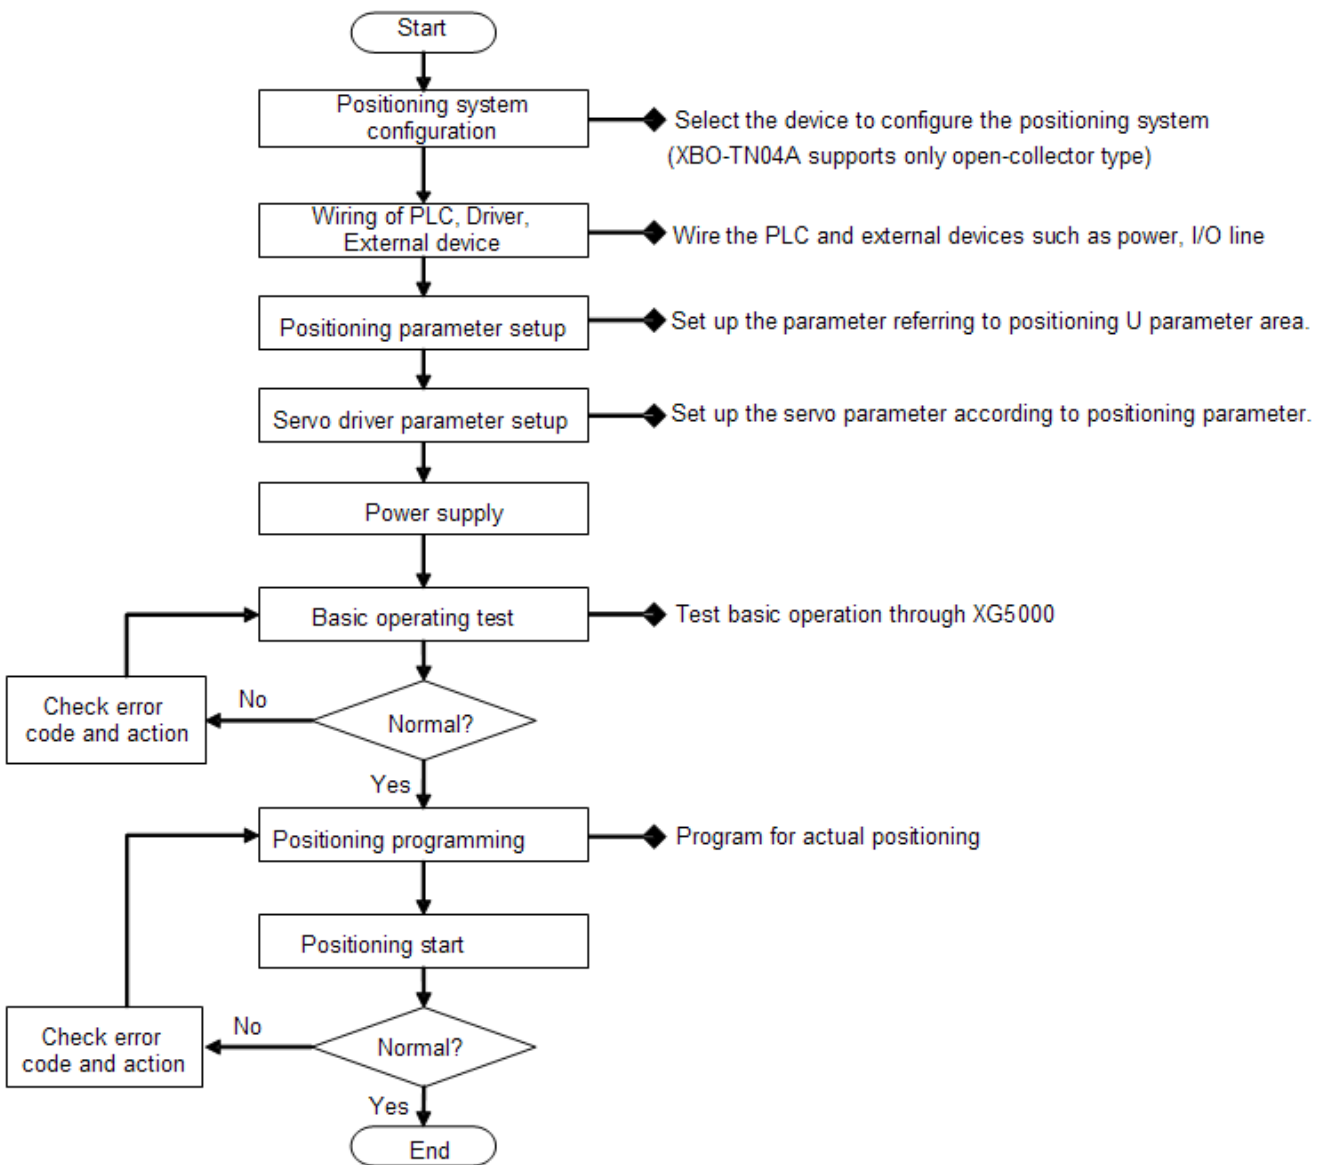 Start
Positioning system
configuration
Select the device to configure the positioning system
(XBO-TN04A supports only open-collector type)
Wiring of PLC, Driver,
External device
Wire the PLC and external devices such as power, I/O line
Positioning parameter setup
Set up the parameter referring to positioning U parameter area.
Servo driver parameter setup
Set up the servo parameter according to positioning parameter.
Power supply
Basic operating test
Test basic operation through XG5000
Check error
code and action
No
Normal?
Yes
Positioning programming
Program for actual positioning
Positioning start
Check error
code and action
No
Normal?
Yes
End